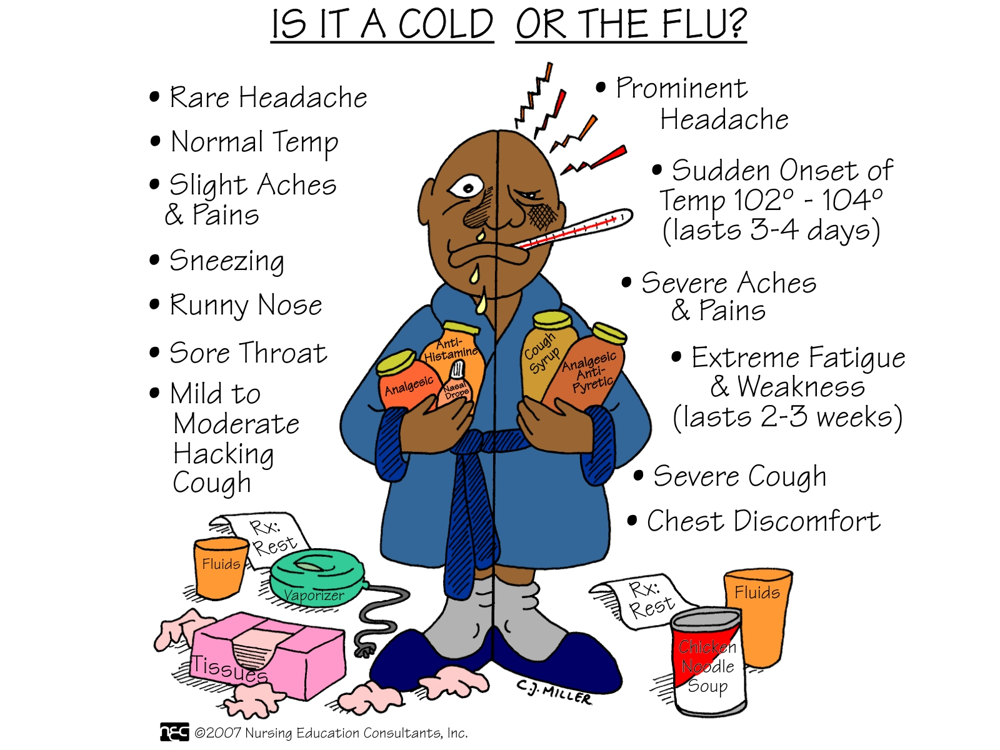 IS IT A COLD OR THE FLU?
• Rare Headache
• Normal Temp
• Slight Aches
& Pains
• Sneezing
• Runny Nose
• Sore Throat
• Mild to
Moderate
Hacking
Cough
• Prominent
Headache
• Sudden Onset of
Temp 102° - 104°
(lasts 3-4 days)
• Severe Aches
& Pains
• Extreme Fatigue
& Weakness
(lasts 2-3 weeks)
• Severe Cough
• Chest Discomfort
Anti-
Histamine
Analgesic
Nasal
Drops
Cough
Syrup
Analgesic
Anti-
Pyretic
Rx:
Rest
Fluids
Vaporizer
Tissues
Rx:
Rest
Fluids
Chicken
Noodle
Soup
C.J. MILLER
nec ©2007 Nursing Education Consultants, Inc.